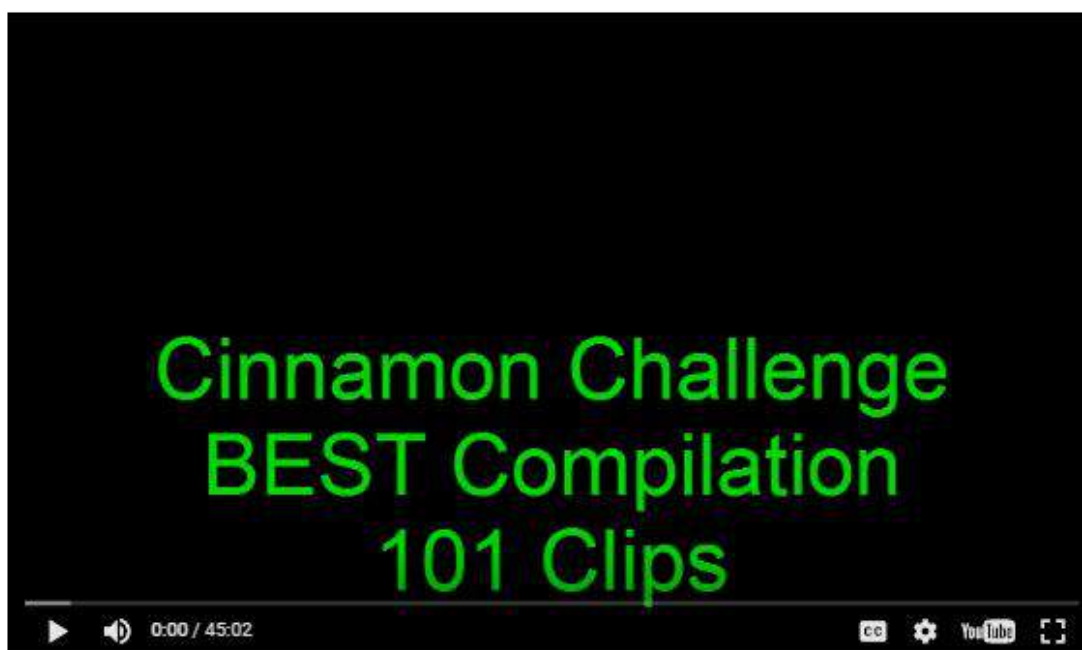 Cinnamon Challenge
BEST Compilation
101 Clips
0:00 / 45:02
CC
YouTube